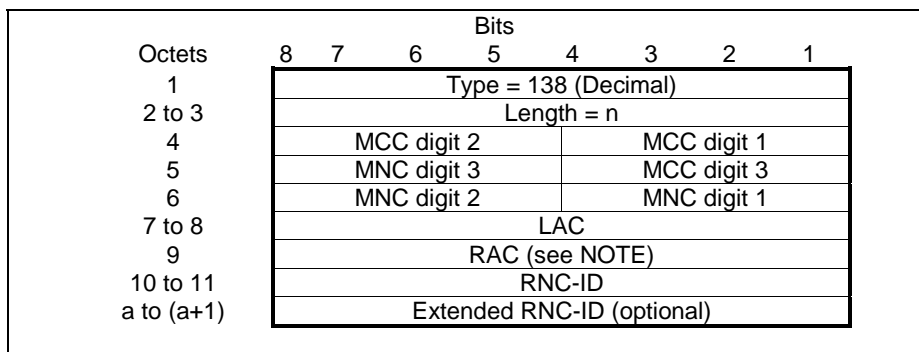 Bits
Octets 8 7 6 5 4 3 2 1
1 Type = 138 (Decimal)
2 to 3 Length = n
4 MCC digit 2 MCC digit 1
5 MNC digit 3 MCC digit 3
6 MNC digit 2 MNC digit 1
7 to 8 LAC
9 RAC (see NOTE)
10 to 11 RNC-ID
a to (a+1) Extended RNC-ID (optional)